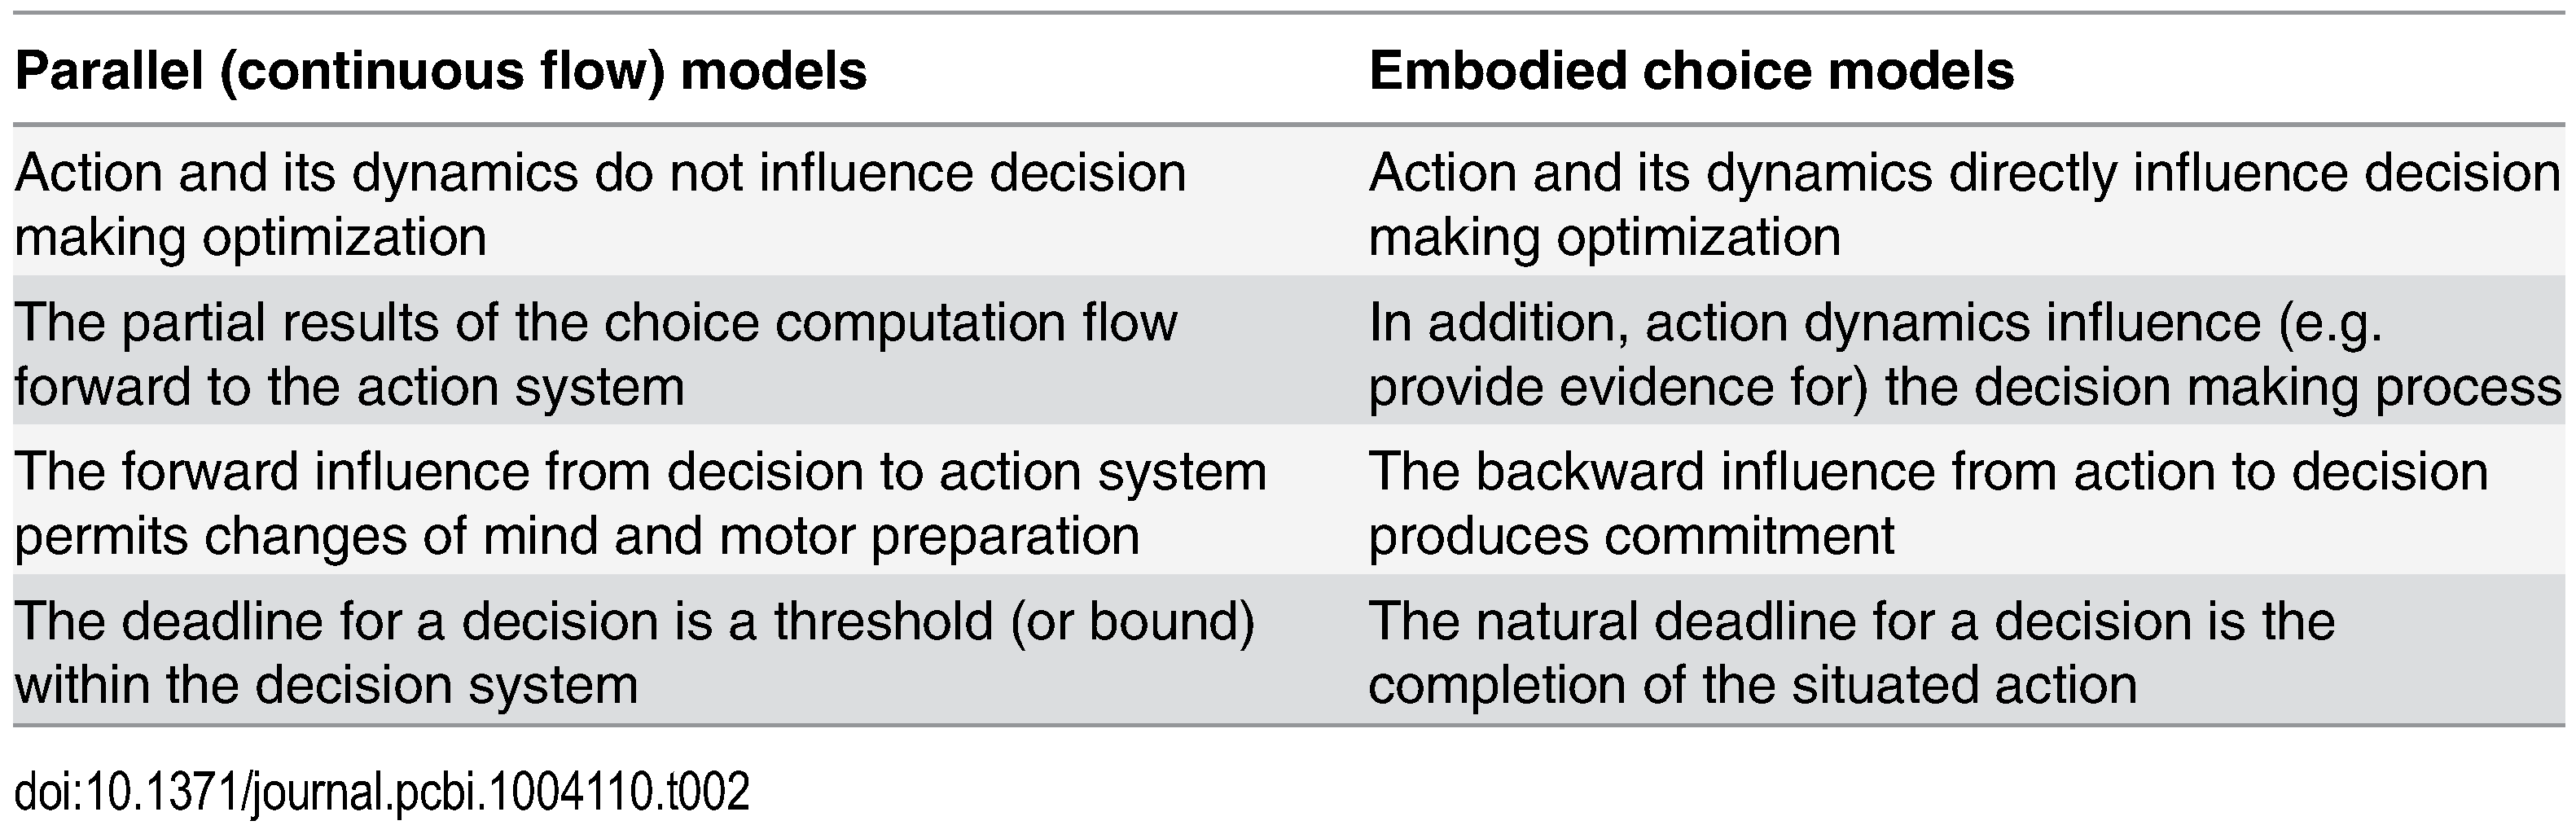 Parallel (continuous flow) models
Embodied choice models
Action and its dynamics do not influence decision
making optimization
Action and its dynamics directly influence decision
making optimization
The partial results of the choice computation flow
forward to the action system
In addition, action dynamics influence (e.g.
provide evidence for) the decision making process
The forward influence from decision to action system
permits changes of mind and motor preparation
The backward influence from action to decision
produces commitment
The deadline for a decision is a threshold (or bound)
within the decision system
The natural deadline for a decision is the
completion of the situated action
doi:10.1371/journal.pcbi.1004110.t002